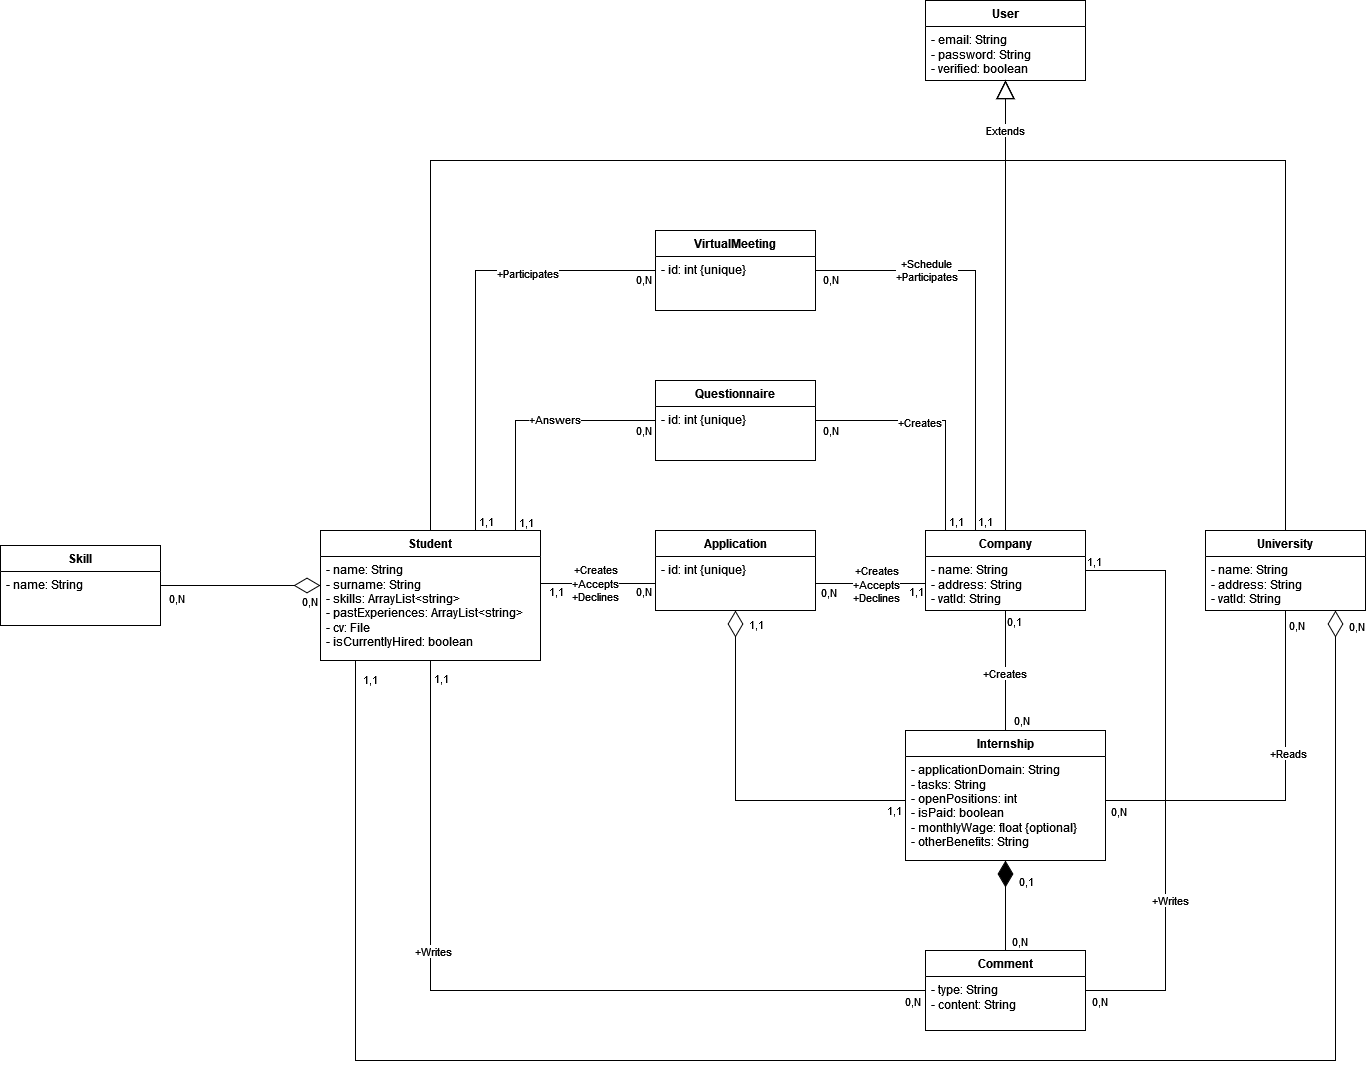 User
- email: String
- password: String
- verified: boolean
Extends
VirtualMeeting
- id: int {unique}
+Participates
0,N
+Schedule
+Participates
0,N
Questionnaire
- id: int {unique}
+Answers
0,N
+Creates
0,N
1,1
1,1
1,1
1,1
Skill
- name: String
0,N
0,N
Student
- name: String
- surname: String
- skills: ArrayList<string>
- pastExperiences: ArrayList<string>
- cv: File
- isCurrentlyHired: boolean
+Creates
+Accepts
+Declines
1,1
0,N
Application
- id: int {unique}
+Creates
+Accepts
+Declines
0,N
1,1
Company
- name: String
- address: String
- vatId: String
1,1
University
- name: String
- address: String
- vatId: String
1,1
0,1
0,N
0,N
1,1
1,1
+Creates
0,N
Internship
- applicationDomain: String
- tasks: String
- openPositions: int
- isPaid: boolean
- monthlyWage: float {optional}
- otherBenefits: String
+Reads
1,1
0,N
0,1
+Writes
+Writes
0,N
Comment
- type: String
- content: String
0,N
0,N